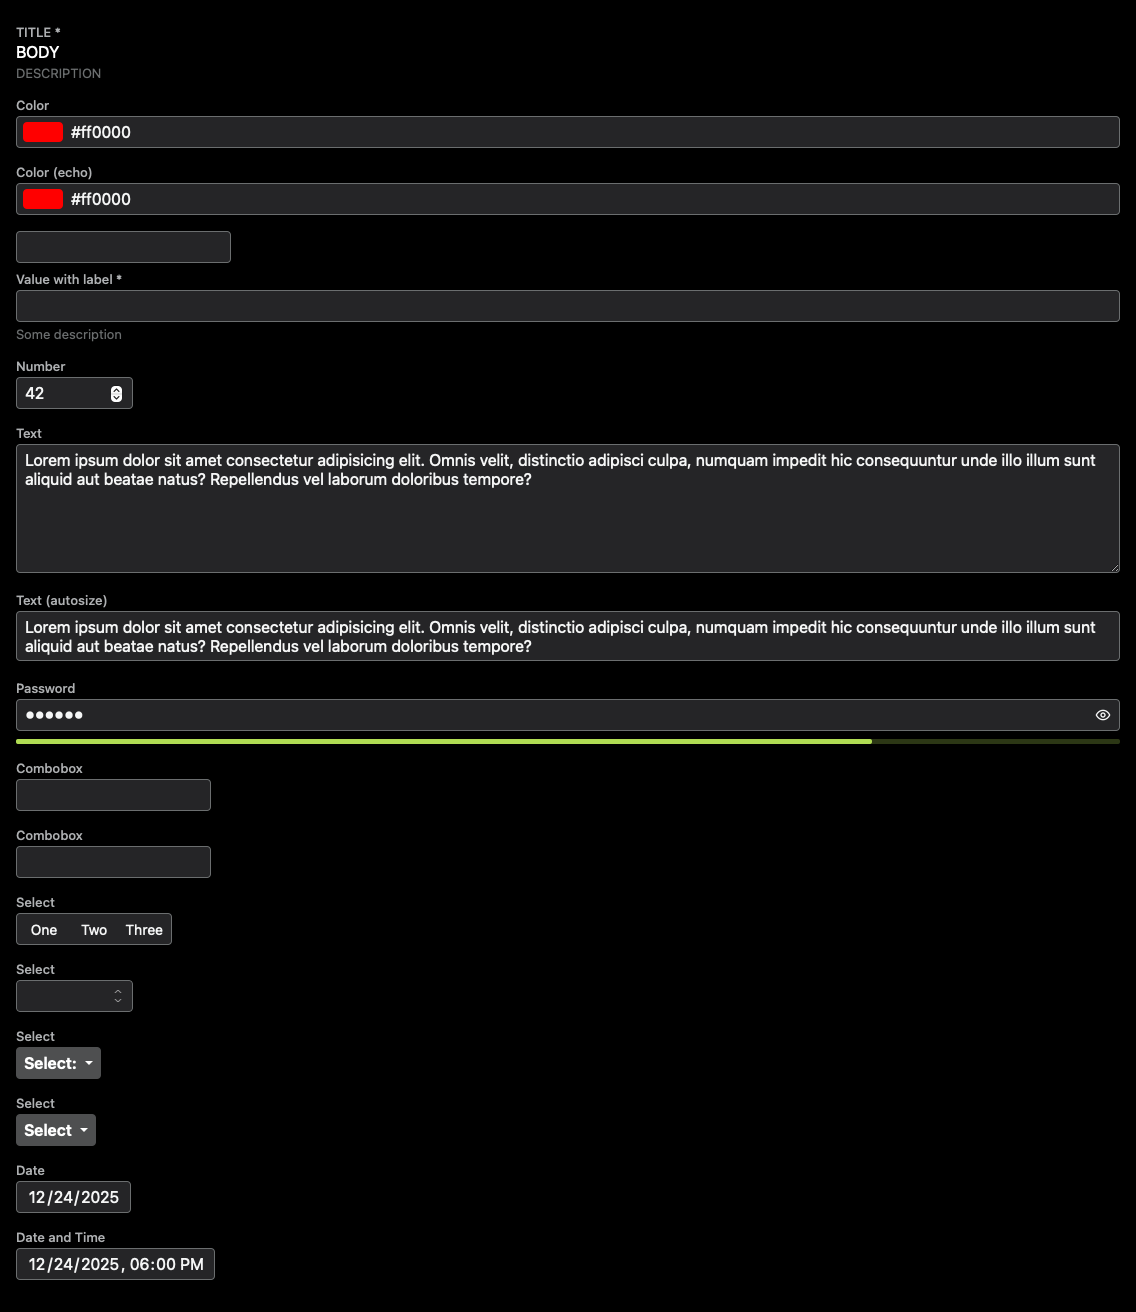 TITLE *
BODY
DESCRIPTION
Color
#ff0000
Color (echo)
#ff0000
Value with label *
Some description
Number
42
Text
Lorem ipsum dolor sit amet consectetur adipisicing elit. Omnis velit, distinctio adipisci culpa, numquam impedit hic consequuntur unde illo illum sunt
aliquid aut beatae natus? Repellendus vel laborum doloribus tempore?
Text (autosize)
Lorem ipsum dolor sit amet consectetur adipisicing elit. Omnis velit, distinctio adipisci culpa, numquam impedit hic consequuntur unde illo illum sunt
aliquid aut beatae natus? Repellendus vel laborum doloribus tempore?
Password
●●●●●●
Combobox
Combobox
Select
One Two Three
Select
Select
Select:
Select
Select
Date
12/24/2025
Date and Time
12/24/2025, 06:00 PM